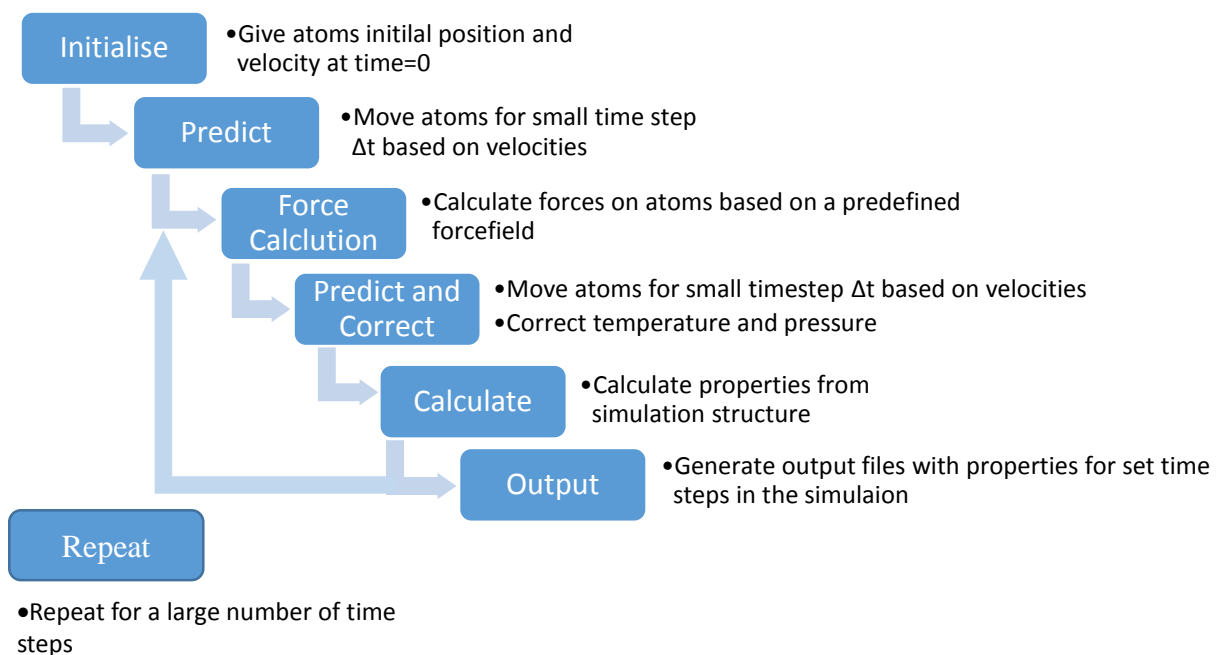 Initialise
•Give atoms initilal position and
velocity at time=0
Predict
•Move atoms for small time step
Δt based on velocities
Force
Calclution
•Calculate forces on atoms based on a predefined
forcefield
Predict and
Correct
•Move atoms for small timestep Δt based on velocities
•Correct temperature and pressure
Calculate
•Calculate properties from
simulation structure
Output
•Generate output files with properties for set time
steps in the simulaion
Repeat
•Repeat for a large number of time
steps